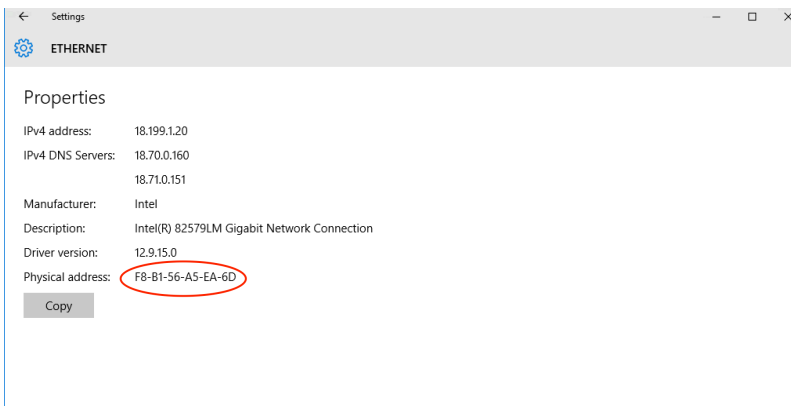 Settings
ETHERNET
Properties
IPv4 address: 18.199.1.20
IPv4 DNS Servers: 18.70.0.160
18.71.0.151
Manufacturer: Intel
Description: Intel(R) 82579LM Gigabit Network Connection
Driver version: 12.9.15.0
Physical address: F8-B1-56-A5-EA-6D
Copy